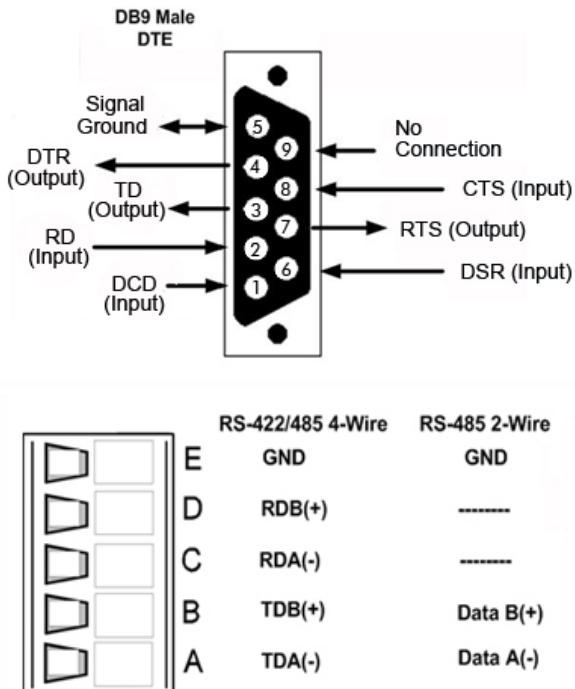 DB9 Male
DTE
Signal
Ground
5
9
No
Connection
DTR
(Output)
4
8
CTS (Input)
TD
(Output)
3
7
RTS (Output)
RD
(Input)
2
6
DSR (Input)
DCD
(Input)
1
RS-422/485 4-Wire RS-485 2-Wire
E GND GND
D RDB(+) --------
C RDA(-) --------
B TDB(+) Data B(+)
A TDA(-) Data A(-)